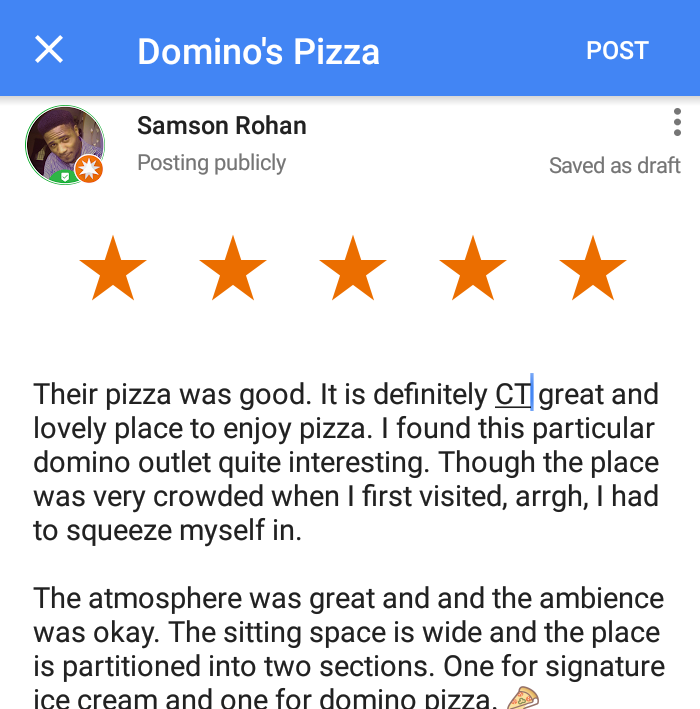 Domino's Pizza
POST
Samson Rohan
Posting publicly
Saved as draft
Their pizza was good. It is definitely CT great and
lovely place to enjoy pizza. I found this particular
domino outlet quite interesting. Though the place
was very crowded when I first visited, arrgh, I had
to squeeze myself in.
The atmosphere was great and and the ambience
was okay. The sitting space is wide and the place
is partitioned into two sections. One for signature
ice cream and one for domino pizza. 🍕